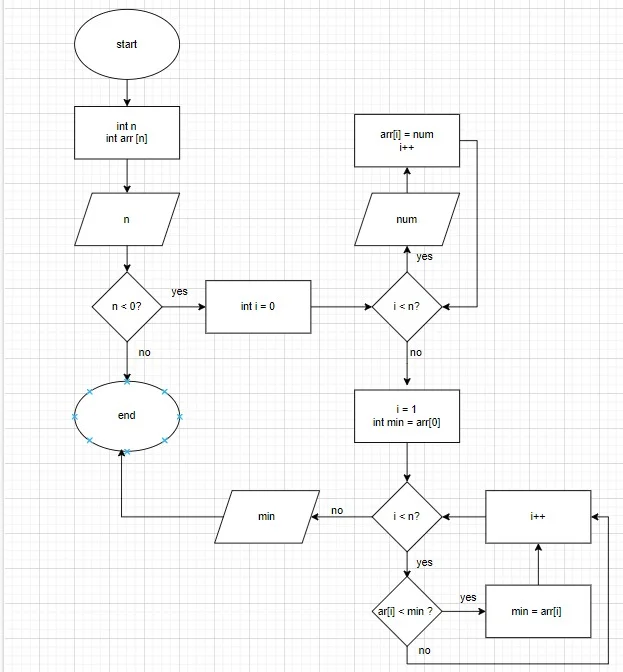 start
int n
int arr [n]
n
n < 0?
yes
no
int i = 0
i < n?
yes
num
arr[i] = num
i++
no
i = 1
int min = arr[0]
i < n?
no
min
end
yes
ar[i] < min ?
yes
min = arr[i]
i++
no